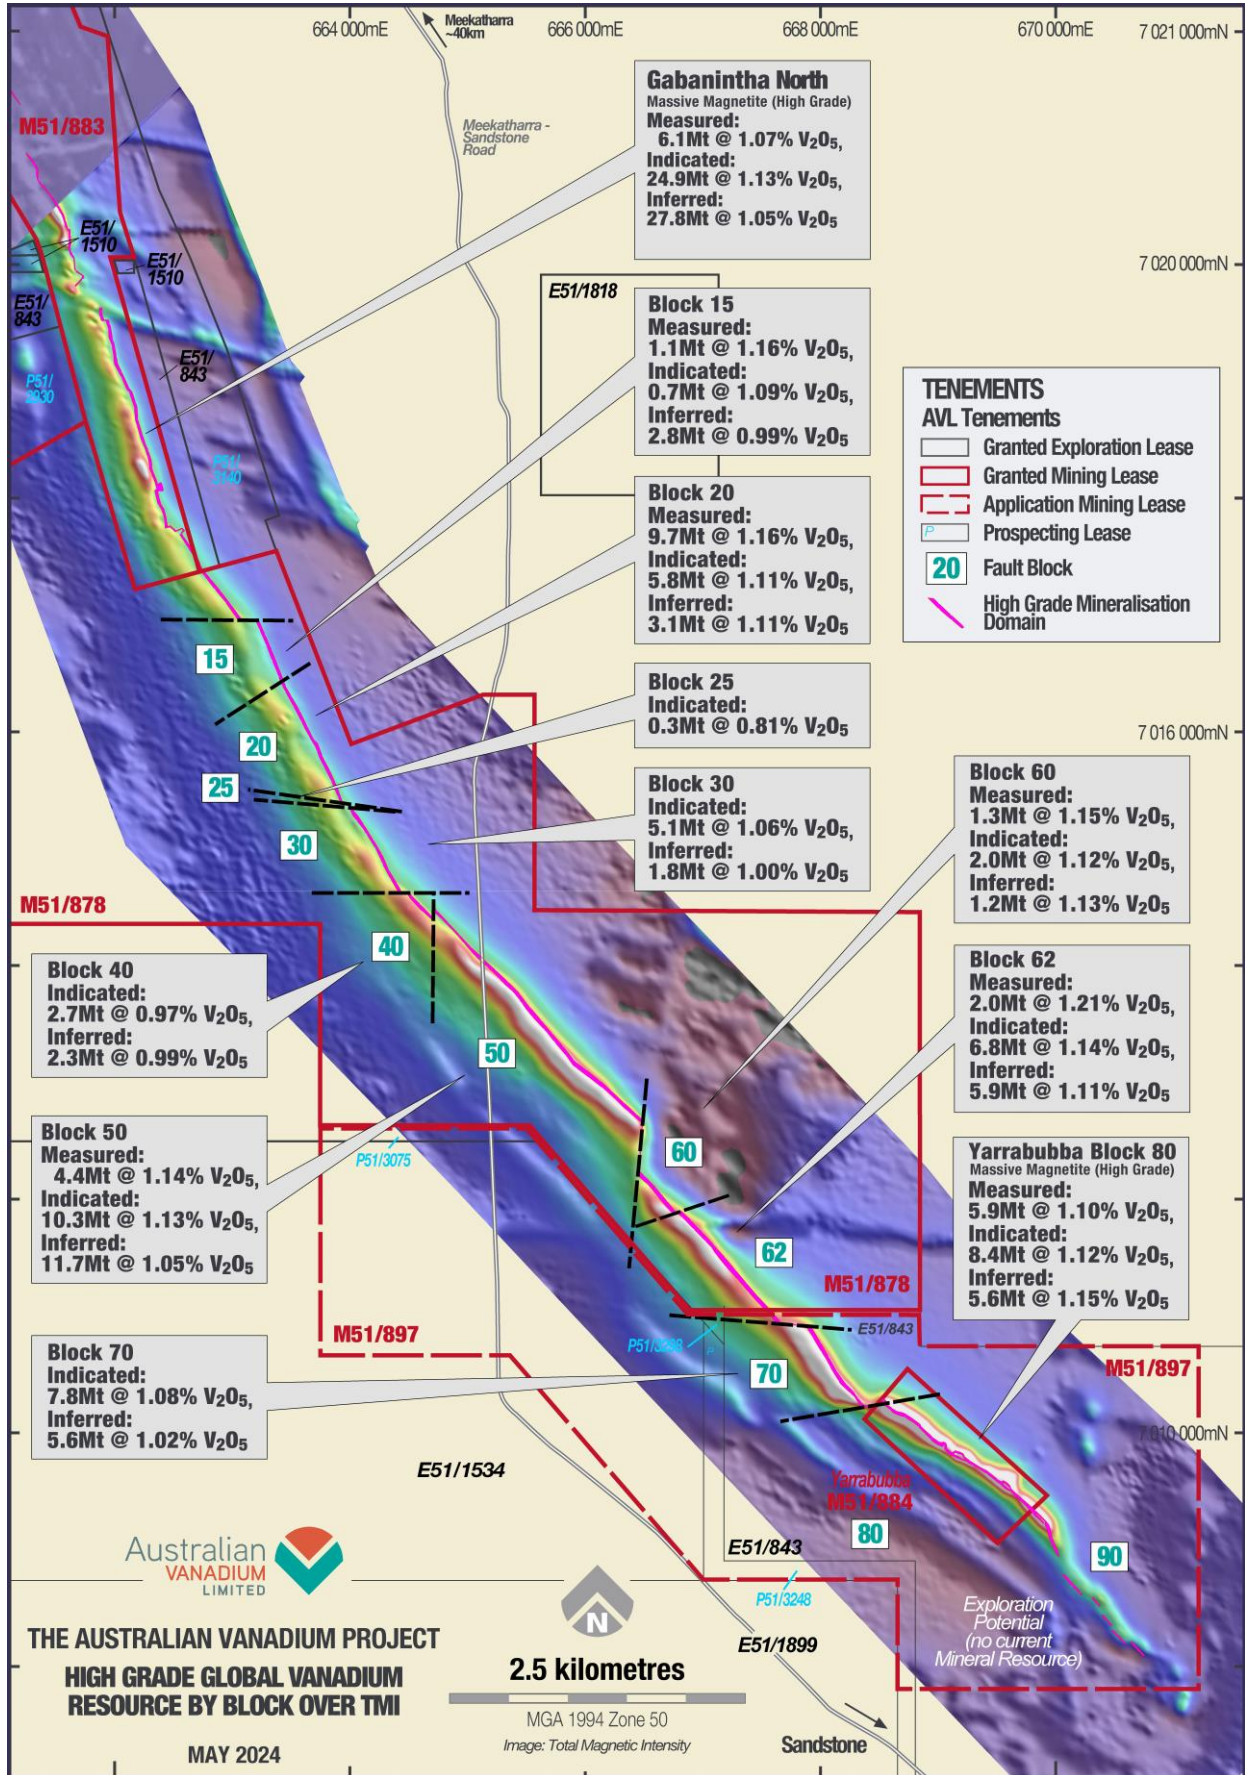 664 000mE
Meekatharra
~40km
666 000mE
668 000mE
670 000mE
7 021 000mN
M51/883
Meekatharra -
Sandstone
Road
Gabanintha North
Massive Magnetite (High Grade)
Measured:
6.1Mt @ 1.07% V₂O₅,
Indicated:
24.9Mt @ 1.13% V₂O₅,
Inferred:
27.8Mt @ 1.05% V₂O₅
E51/
1510
E51/
1510
7 020 000mN
E51/
843
E51/1818
Block 15
Measured:
1.1Mt @ 1.16% V₂O₅,
Indicated:
0.7Mt @ 1.09% V₂O₅,
Inferred:
2.8Mt @ 0.99% V₂O₅
E51/
843
P51/
2930
P51/
3140
TENEMENTS
AVL Tenements
Granted Exploration Lease
Granted Mining Lease
Application Mining Lease
P
Prospecting Lease
20
Fault Block
High Grade Mineralisation
Domain
Block 20
Measured:
9.7Mt @ 1.16% V₂O₅,
Indicated:
5.8Mt @ 1.11% V₂O₅,
Inferred:
3.1Mt @ 1.11% V₂O₅
15
Block 25
Indicated:
0.3Mt @ 0.81% V₂O₅
7 016 000mN
20
25
30
Block 30
Indicated:
5.1Mt @ 1.06% V₂O₅,
Inferred:
1.8Mt @ 1.00% V₂O₅
Block 60
Measured:
1.3Mt @ 1.15% V₂O₅,
Indicated:
2.0Mt @ 1.12% V₂O₅,
Inferred:
1.2Mt @ 1.13% V₂O₅
M51/878
40
Block 40
Indicated:
2.7Mt @ 0.97% V₂O₅,
Inferred:
2.3Mt @ 0.99% V₂O₅
Block 62
Measured:
2.0Mt @ 1.21% V₂O₅,
Indicated:
6.8Mt @ 1.14% V₂O₅,
Inferred:
5.9Mt @ 1.11% V₂O₅
50
Block 50
Measured:
4.4Mt @ 1.14% V₂O₅,
Indicated:
10.3Mt @ 1.13% V₂O₅,
Inferred:
11.7Mt @ 1.05% V₂O₅
P51/3075
60
Yarrabubba Block 80
Massive Magnetite (High Grade)
Measured:
5.9Mt @ 1.10% V₂O₅,
Indicated:
8.4Mt @ 1.12% V₂O₅,
Inferred:
5.6Mt @ 1.15% V₂O₅
62
M51/878
M51/897
E51/843
P
Block 70
Indicated:
7.8Mt @ 1.08% V₂O₅,
Inferred:
5.6Mt @ 1.02% V₂O₅
70
M51/897
7 010 000mN
E51/1534
Yarrabubba
M51/884
80
E51/843
90
P51/3248
Exploration
Potential
(no current
Mineral Resource)
Australian
VANADIUM
LIMITED
N
THE AUSTRALIAN VANADIUM PROJECT
HIGH GRADE GLOBAL VANADIUM
RESOURCE BY BLOCK OVER TMI
MAY 2024
E51/1899
2.5 kilometres
MGA 1994 Zone 50
Image: Total Magnetic Intensity
Sandstone